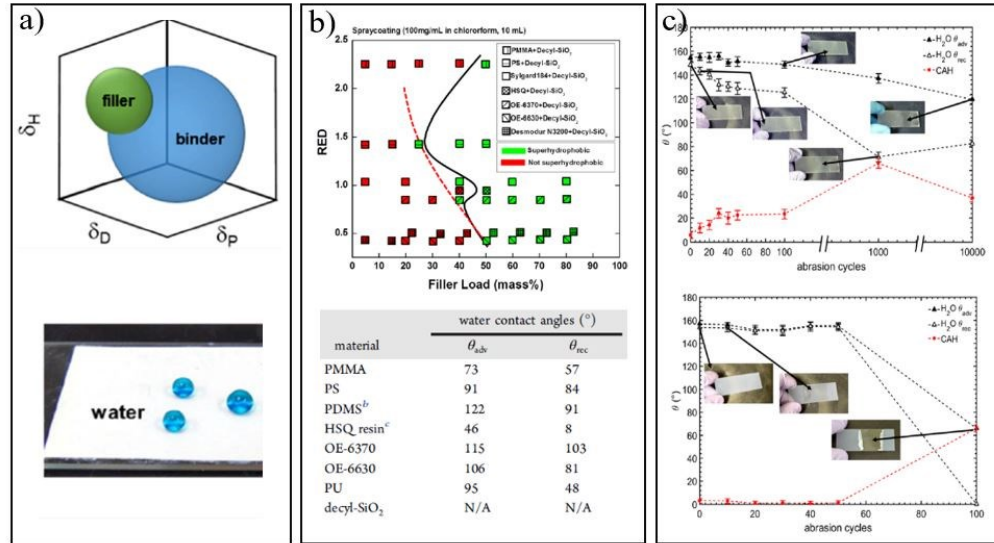 a)
δH
filler
binder
δD
δP
water
b)
Spraycoating (100mg/mL in chlororform, 10 mL)
PMMA+Decyl-SiO2
PS+Decyl-SiO2
Sylgard184+Decyl-SiO2
HSQ+Decyl-SiO2
OE-6370+Decyl-SiO2
OE-6630+Decyl-SiO2
Desmodur N3200+Decyl-SiO2
Superhydrophobic
Not superhydrophobic
RED
2.5
2.0
1.5
1.0
0.5
0 10 20 30 40 50 60 70 80 90 100
Filler Load (mass%)
water contact angles (°)
material θadv θrec
PMMA 73 57
PS 91 84
PDMSb 122 91
HSQ resinc 46 8
OE-6370 115 103
OE-6630 106 81
PU 95 48
decyl-SiO2 N/A N/A
c)
H2O θadv
H2O θrec
CAH
θ (°)
180
160
140
120
100
80
60
40
20
0
0 20 40 60 80 100 1000 10000
abrasion cycles
H2O θadv
H2O θrec
CAH
θ (°)
180
160
140
120
100
80
60
40
20
0
0 20 40 60 80 100
abrasion cycles